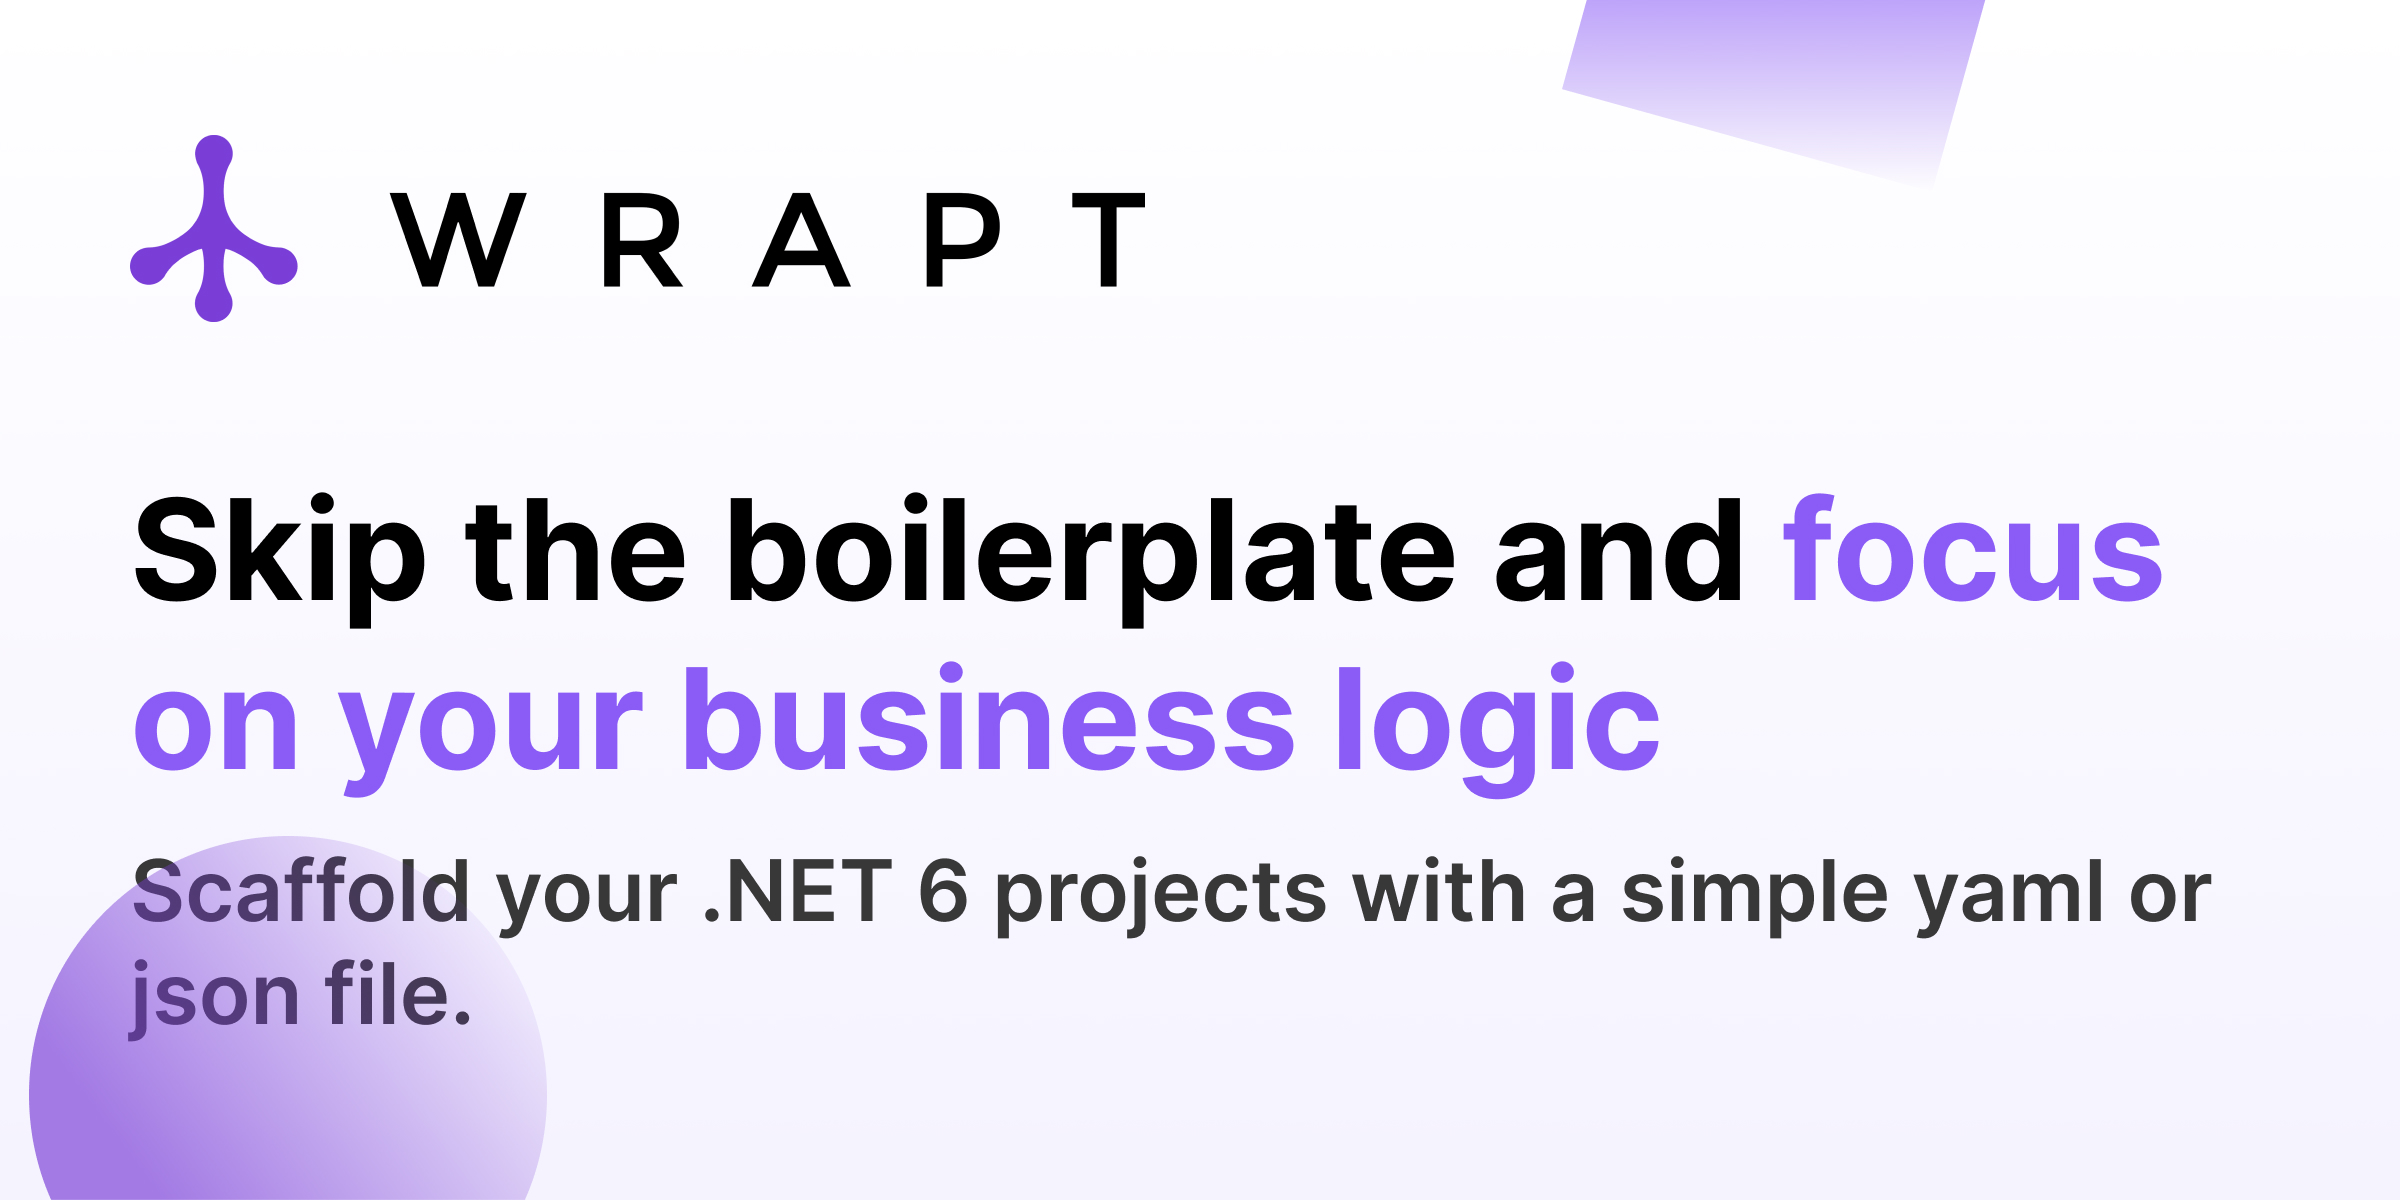 WRAPT
Skip the boilerplate and focus
on your business logic
Scaffold your .NET 6 projects with a simple yaml or
json file.